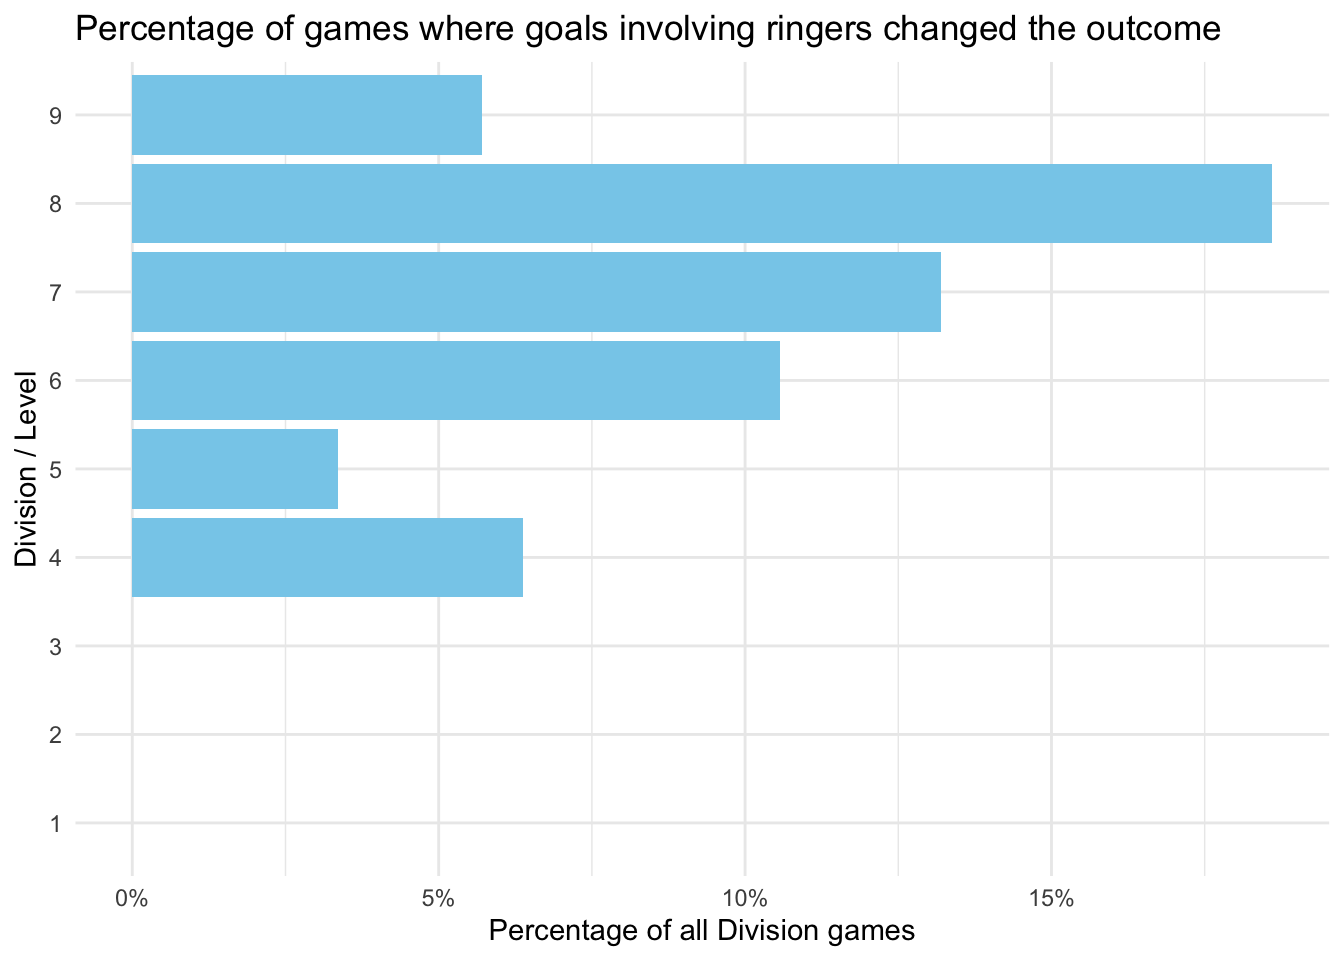 Percentage of games where goals involving ringers changed the outcome
9
8
7
6
5
4
3
2
1
Division / Level
0% 5% 10% 15%
Percentage of all Division games